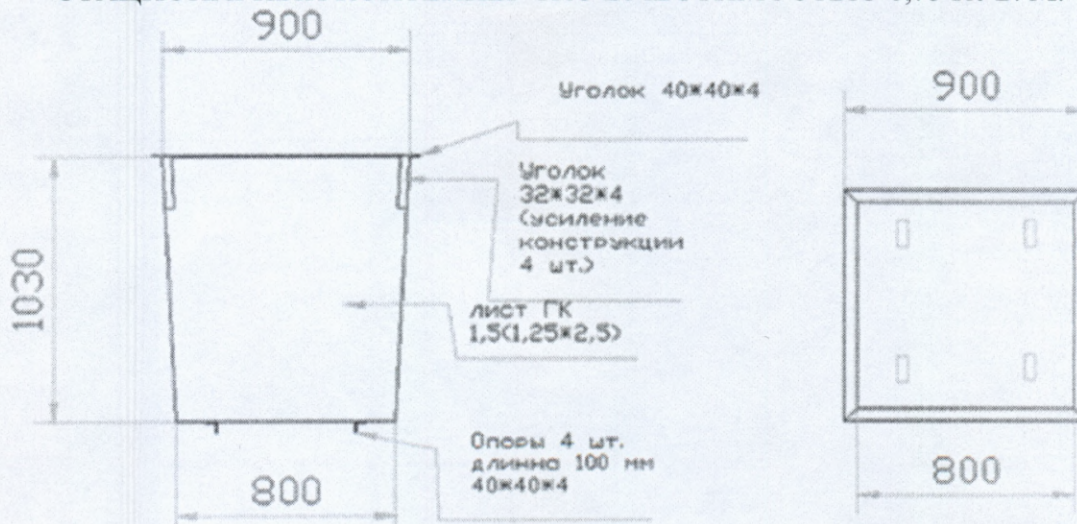 900
Уголок 40*40*4
900
Уголок
32*32*4
(усиление
конструкции
4 шт.)
1030
лист ГК
1,5(1,25*2,5)
Опоры 4 шт.
длинно 100 мм
40*40*4
800
800